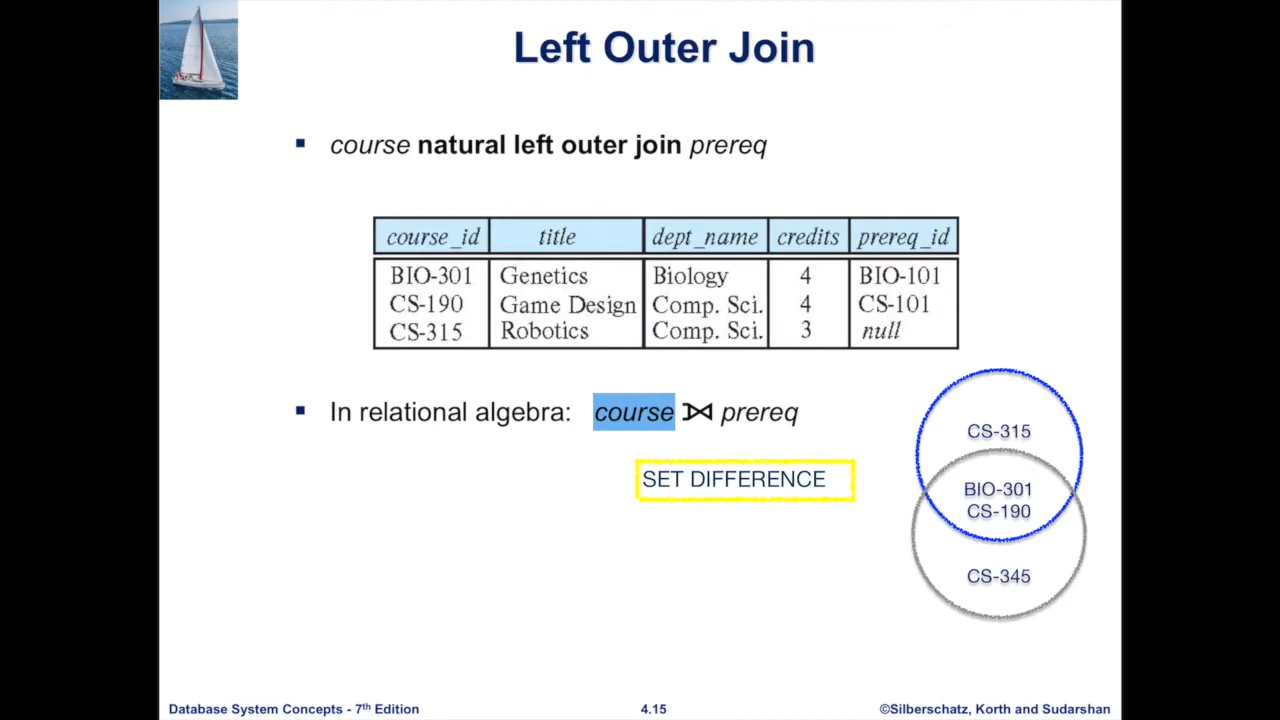 Left Outer Join
▪ course natural left outer join prereq
course_id title dept_name credits prereq_id
BIO-301 Genetics Biology 4 BIO-101
CS-190 Game Design Comp. Sci. 4 CS-101
CS-315 Robotics Comp. Sci. 3 null
▪ In relational algebra: course ⟕ prereq
SET DIFFERENCE
CS-315
BIO-301
CS-190
CS-345
Database System Concepts - 7th Edition 4.15 ©Silberschatz, Korth and Sudarshan